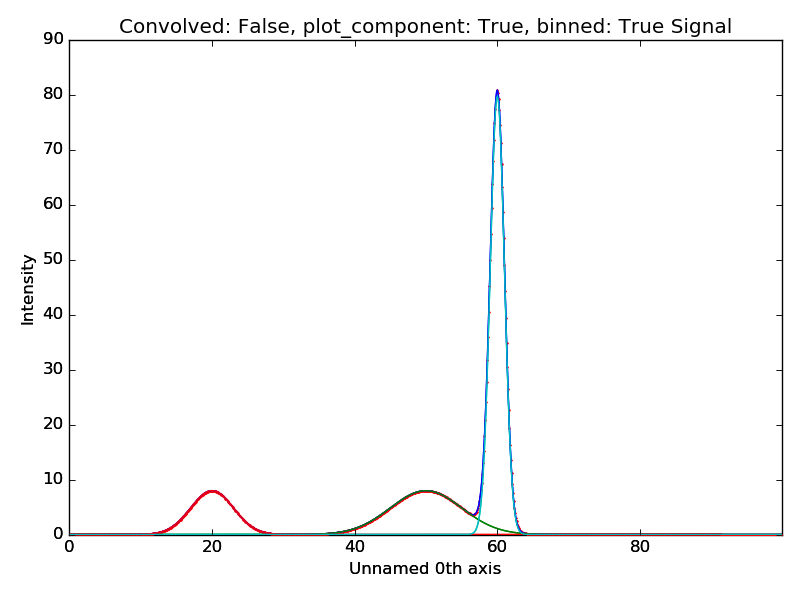 Convolved: False, plot_component: True, binned: True Signal
90
80
70
60
50
40
30
20
10
0
Intensity
0 20 40 60 80
Unnamed 0th axis